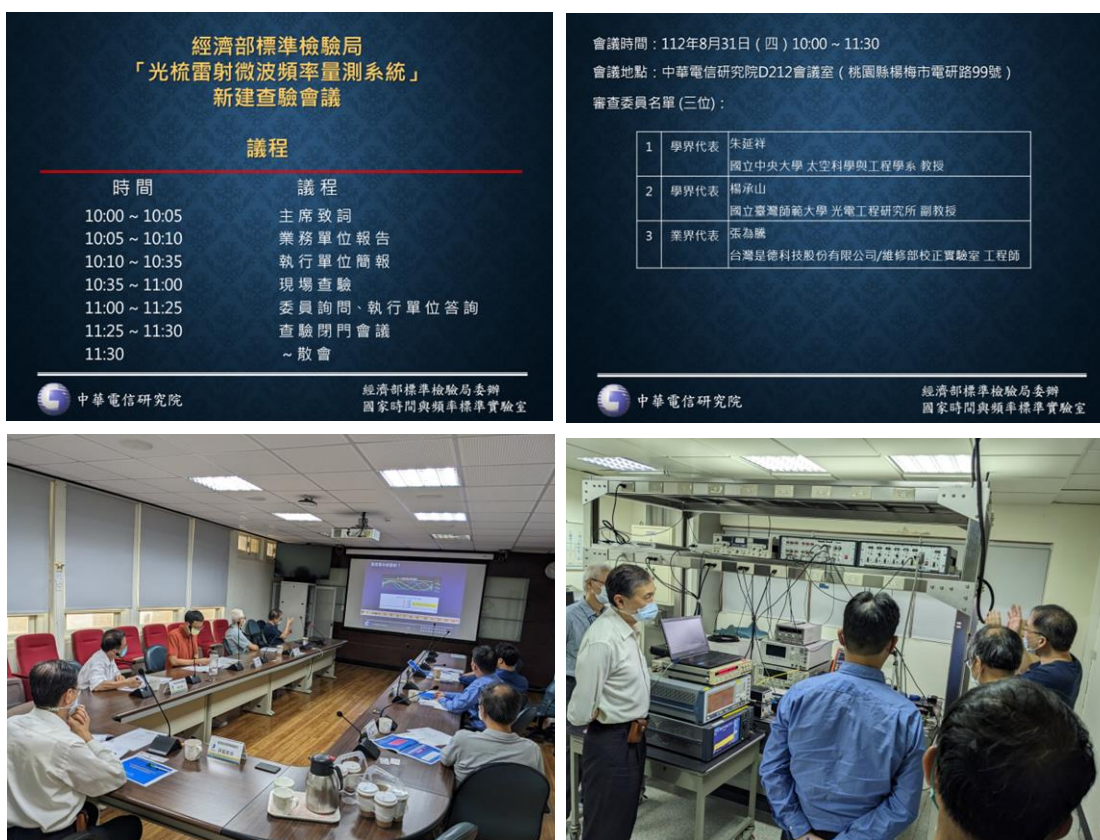 經濟部標準檢驗局
「光梳雷射微波頻率量測系統」
新建查驗會議
議程
時間 議程
10:00 ~ 10:05 主席致詞
10:05 ~ 10:10 業務單位報告
10:10 ~ 10:35 執行單位簡報
10:35 ~ 11:00 現場查驗
11:00 ~ 11:25 委員詢問、執行單位答詢
11:25 ~ 11:30 查驗閉門會議
11:30 ~散會
中華電信研究院
經濟部標準檢驗局委辦
國家時間與頻率標準實驗室
會議時間：112年8月31日（四）10:00 ~ 11:30
會議地點：中華電信研究院D212會議室（桃園縣楊梅市電研路99號）
審查委員名單 (三位)：
1 學界代表 朱延祥
國立中央大學 太空科學與工程學系 教授
2 學界代表 楊承山
國立臺灣師範大學 光電工程研究所 副教授
3 業界代表 張為騰
台灣是德科技股份有限公司/維修部校正實驗室 工程師
中華電信研究院
經濟部標準檢驗局委辦
國家時間與頻率標準實驗室